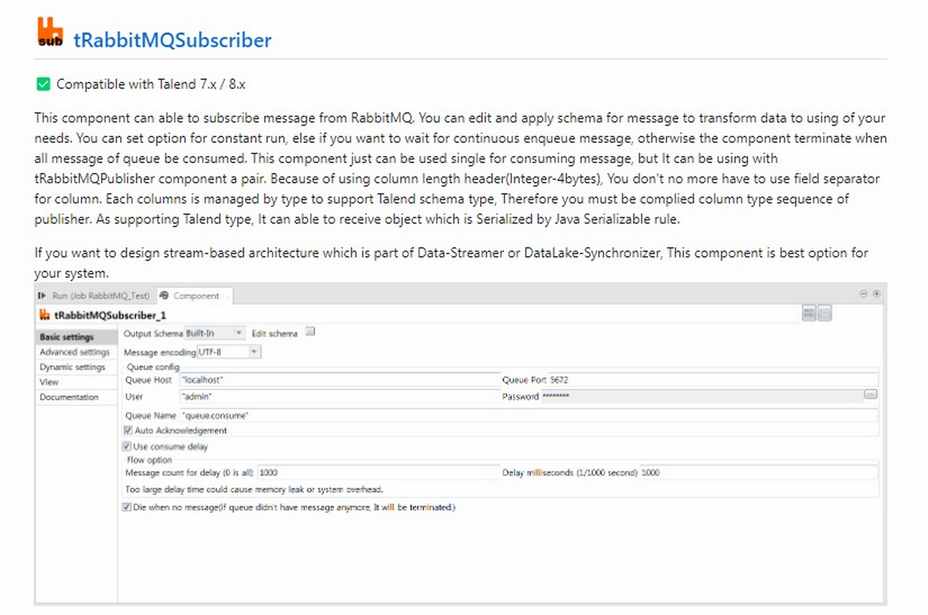 sub tRabbitMQSubscriber
Compatible with Talend 7.x / 8.x
This component can able to subscribe message from RabbitMQ. You can edit and apply schema for message to transform data to using of your
needs. You can set option for constant run, else if you want to wait for continuous enqueue message, otherwise the component terminate when
all message of queue be consumed. This component just can be used single for consuming message, but It can be using with
tRabbitMQPublisher component a pair. Because of using column length header(Integer-4bytes), You don't no more have to use field separator
for column. Each columns is managed by type to support Talend schema type, Therefore you must be complied column type sequence of
publisher. As supporting Talend type, It can able to receive object which is Serialized by Java Serializable rule.
If you want to design stream-based architecture which is part of Data-Streamer or DataLake-Synchronizer, This component is best option for
your system.
Run (Job RabbitMQ_Test) Component
tRabbitMQSubscriber_1
Basic settings Output Schema Built-In Edit schema
Advanced settings Message encoding UTF-8
Dynamic settings Queue config
View Queue Host "localhost" Queue Port 5672
Documentation User "admin" Password ********
Queue Name "queue.consume"
Auto Acknowledgement
Use consume delay
Flow option
Message count for delay (0 is all) 1000 Delay milliseconds (1/1000 second) 1000
Too large delay time could cause memory leak or system overhead.
Die when no message(If queue didn't have message anymore, It will be terminated.)